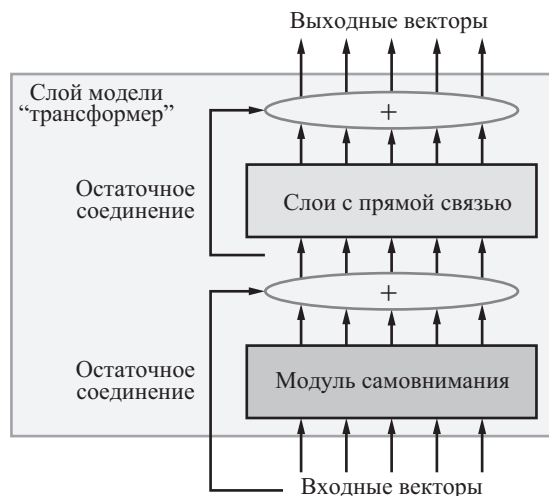 Выходные векторы
Слой модели
“трансформер”
+
Остаточное
соединение
Слои с прямой связью
+
Остаточное
соединение
Модуль самовнимания
Входные векторы